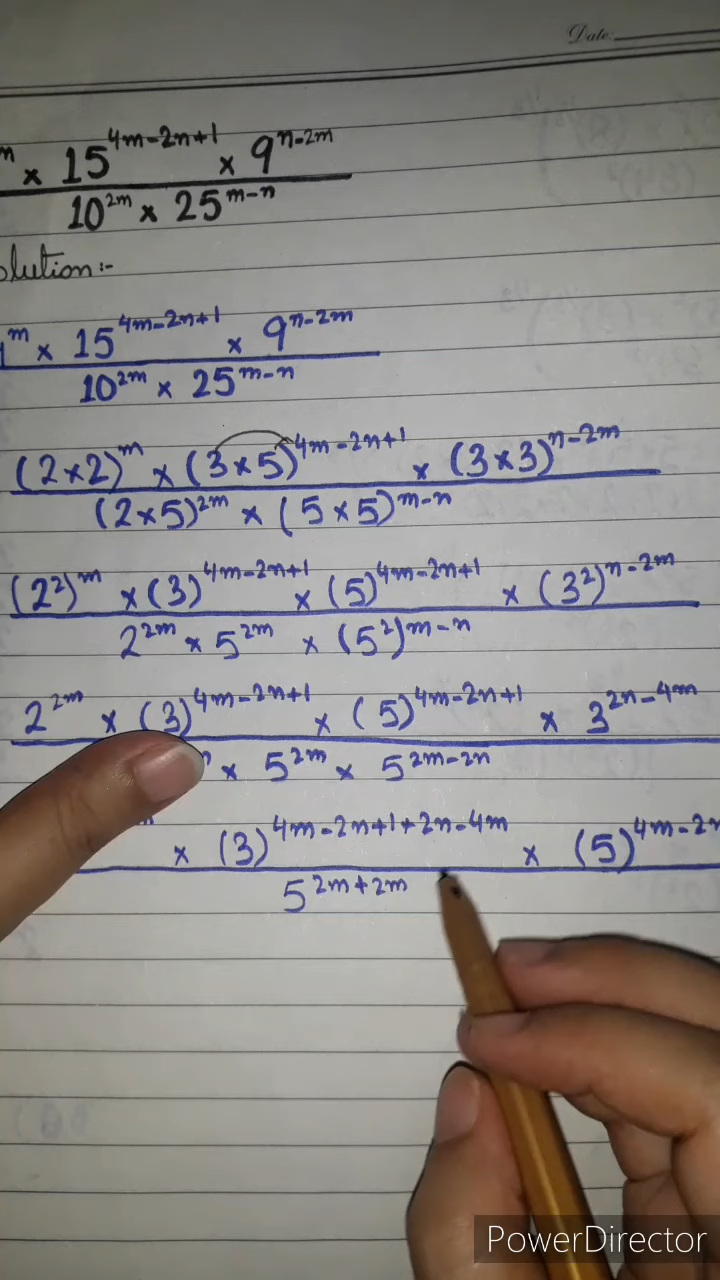 Date:
m × 15^4m-2n+1 × 9^n-2m
10^2m × 25^m-n
olution:-
^m × 15^4m-2n+1 × 9^n-2m
10^2m × 25^m-n
(2×2)^m × (3×5)^4m-2n+1 × (3×3)^n-2m
(2×5)^2m × (5×5)^m-n
(2^2)^m × (3)^4m-2n+1 × (5)^4m-2n+1 × (3^2)^n-2m
2^2m × 5^2m × (5^2)^m-n
2^2m × (3)^4m-2n+1 × (5)^4m-2n+1 × 3^2n-4m
× 5^2m × 5^2m-2n
× (3)^4m-2n+1+2n-4m × (5)^4m-2n
5^2m+2m
PowerDirector